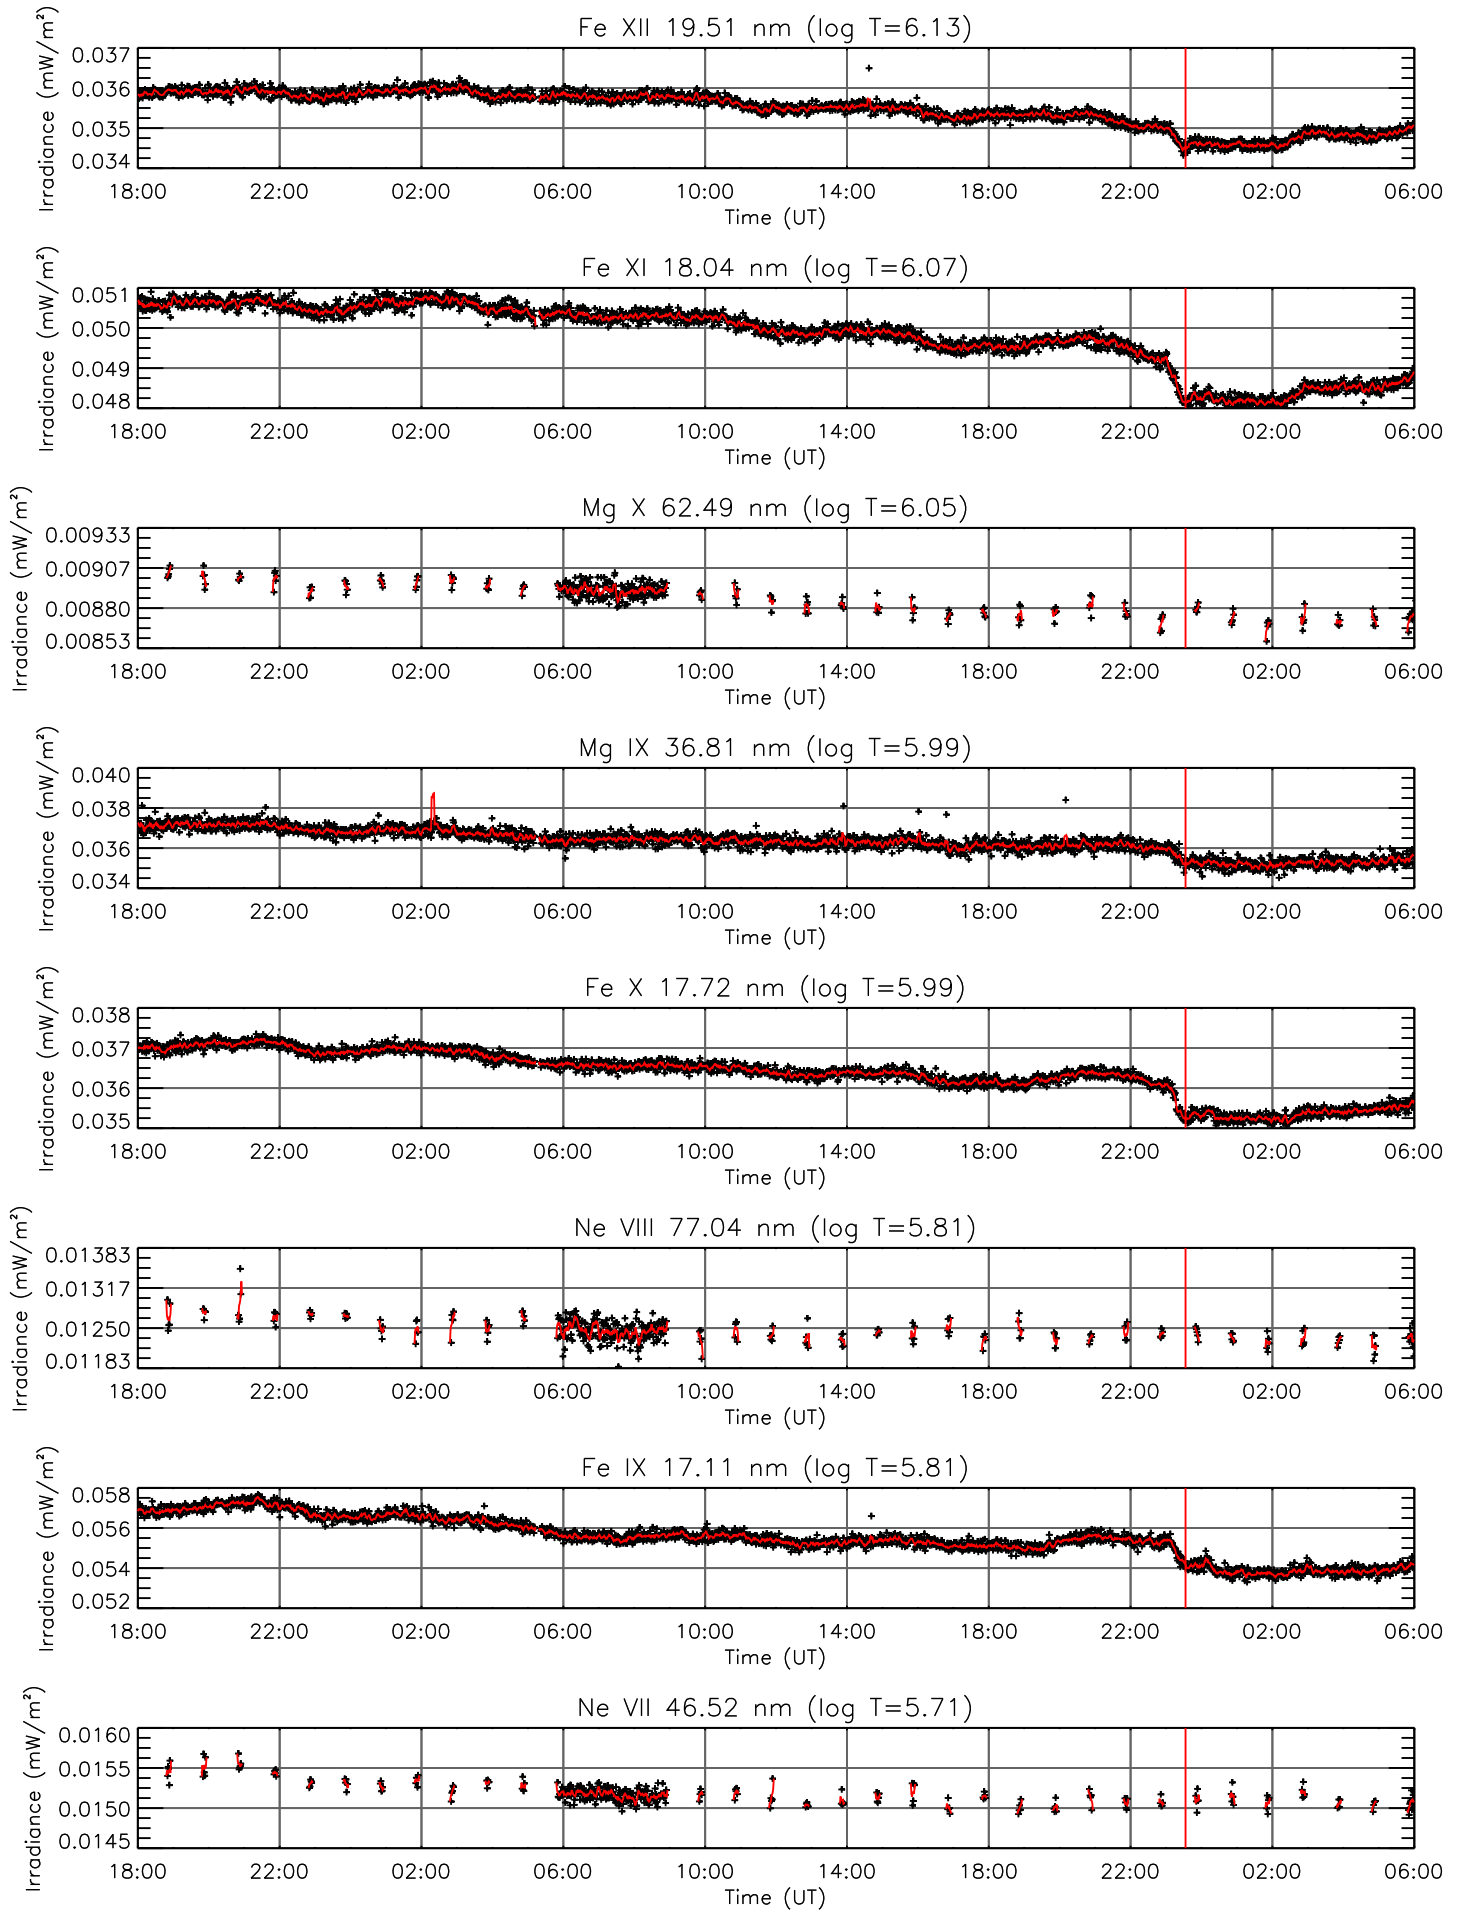 Fe XII 19.51 nm (log T=6.13)
Irradiance (mW/m²)
0.037
0.036
0.035
0.034
18:00 22:00 02:00 06:00 10:00 14:00 18:00 22:00 02:00 06:00
Time (UT)
Fe XI 18.04 nm (log T=6.07)
Irradiance (mW/m²)
0.051
0.050
0.049
0.048
18:00 22:00 02:00 06:00 10:00 14:00 18:00 22:00 02:00 06:00
Time (UT)
Mg X 62.49 nm (log T=6.05)
Irradiance (mW/m²)
0.00933
0.00907
0.00880
0.00853
18:00 22:00 02:00 06:00 10:00 14:00 18:00 22:00 02:00 06:00
Time (UT)
Mg IX 36.81 nm (log T=5.99)
Irradiance (mW/m²)
0.040
0.038
0.036
0.034
18:00 22:00 02:00 06:00 10:00 14:00 18:00 22:00 02:00 06:00
Time (UT)
Fe X 17.72 nm (log T=5.99)
Irradiance (mW/m²)
0.038
0.037
0.036
0.035
18:00 22:00 02:00 06:00 10:00 14:00 18:00 22:00 02:00 06:00
Time (UT)
Ne VIII 77.04 nm (log T=5.81)
Irradiance (mW/m²)
0.01383
0.01317
0.01250
0.01183
18:00 22:00 02:00 06:00 10:00 14:00 18:00 22:00 02:00 06:00
Time (UT)
Fe IX 17.11 nm (log T=5.81)
Irradiance (mW/m²)
0.058
0.056
0.054
0.052
18:00 22:00 02:00 06:00 10:00 14:00 18:00 22:00 02:00 06:00
Time (UT)
Ne VII 46.52 nm (log T=5.71)
Irradiance (mW/m²)
0.0160
0.0155
0.0150
0.0145
18:00 22:00 02:00 06:00 10:00 14:00 18:00 22:00 02:00 06:00
Time (UT)